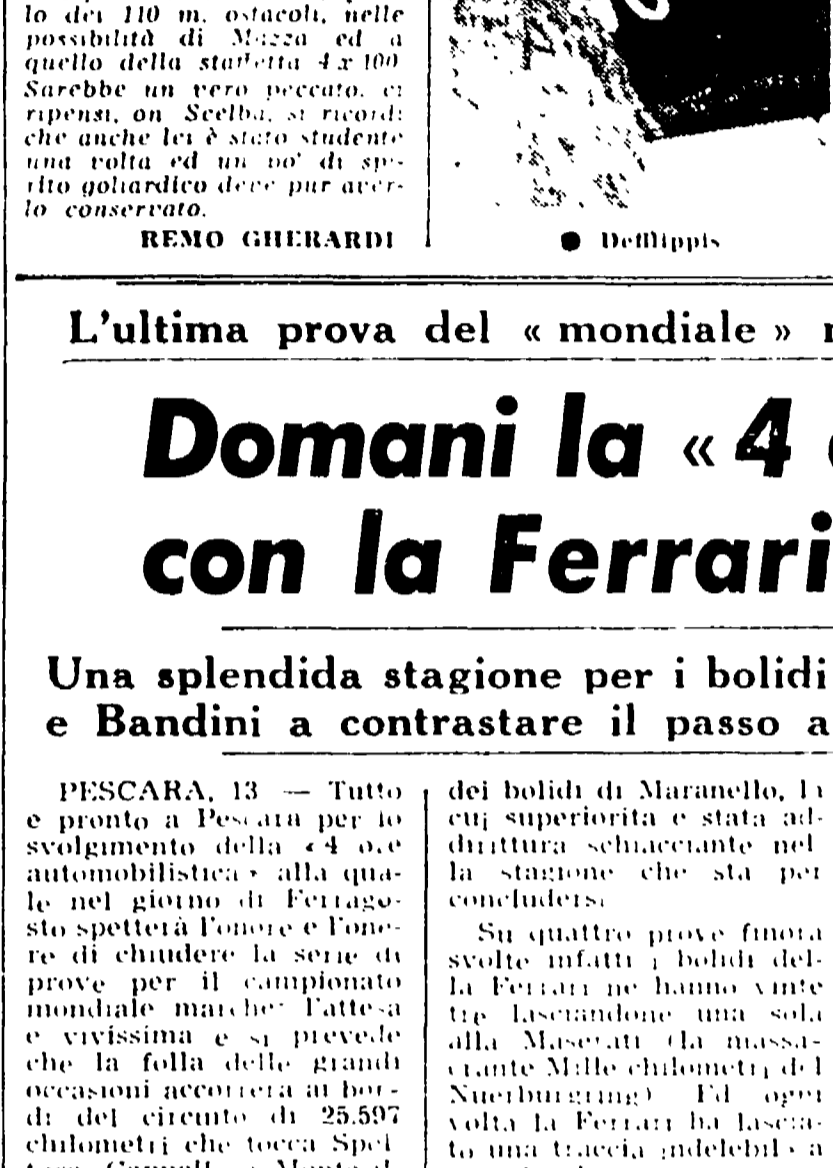 lo dei 110 m. ostacoli, nelle
possibilità di Mazza ed a
quello della staffetta 4 x 100.
Sarebbe un vero peccato, ci
ripensi, on Scelba, si ricordi
che anche lei è stato studente
una volta ed un po' di spi-
rito goliardico deve pur aver-
lo conservato.
REMO GHERARDI
● Defilippis
L'ultima prova del « mondiale »
Domani la « 4
con la Ferrari
Una splendida stagione per i bolidi
e Bandini a contrastare il passo a
PESCARA, 13 — Tutto
e pronto a Pescara per lo
svolgimento della « 4 ore
automobilistica » alla qua-
le nel giorno di Ferrago-
sto spetterà l'onore e l'one-
re di chiudere la serie di
prove per il campionato
mondiale marche: l'attesa
e vivissima e si prevede
che la folla delle grandi
occasioni accorrera ai bor-
di del circuito di 25.597
chilometri che tocca Spol
dei bolidi di Maranello, la
cui superiorita e stata ad-
dirittura schiacciante nel-
la stagione che sta per
concludersi
Su quattro prove finora
svolte infatti i bolidi del-
la Ferrari ne hanno vinte
tre lasciandone una sola
alla Maserati (la massa-
crante Mille chilometri del
Nuerburgring) Ed ogni
volta la Ferrari ha lascia-
to una traccia indelebile a